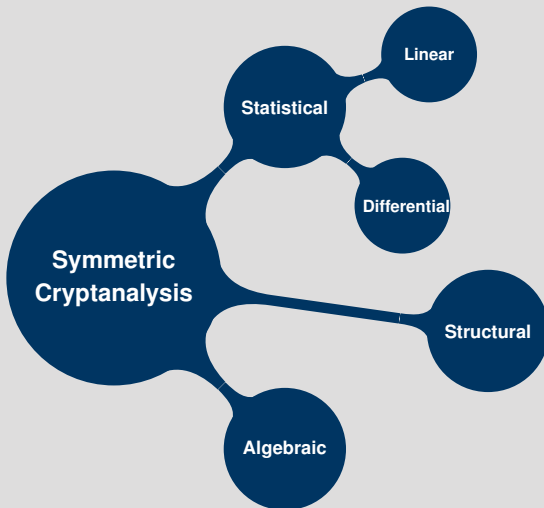 Linear
Statistical
Differential
Symmetric
Cryptanalysis
Structural
Algebraic